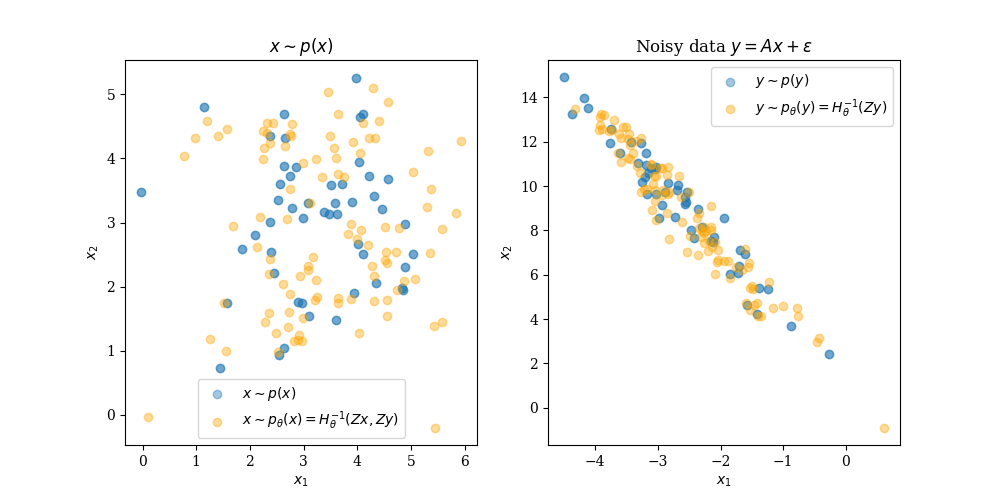 x ∼ p(x)
5
4
3
2
1
0
x₂
0 1 2 3 4 5 6
x₁
x ∼ p(x)
x ∼ p_θ(x) = H_θ⁻¹(Zx, Zy)
Noisy data y = Ax + ε
14
12
10
8
6
4
2
0
x₂
−4 −3 −2 −1 0
x₁
y ∼ p(y)
y ∼ p_θ(y) = H_θ⁻¹(Zy)